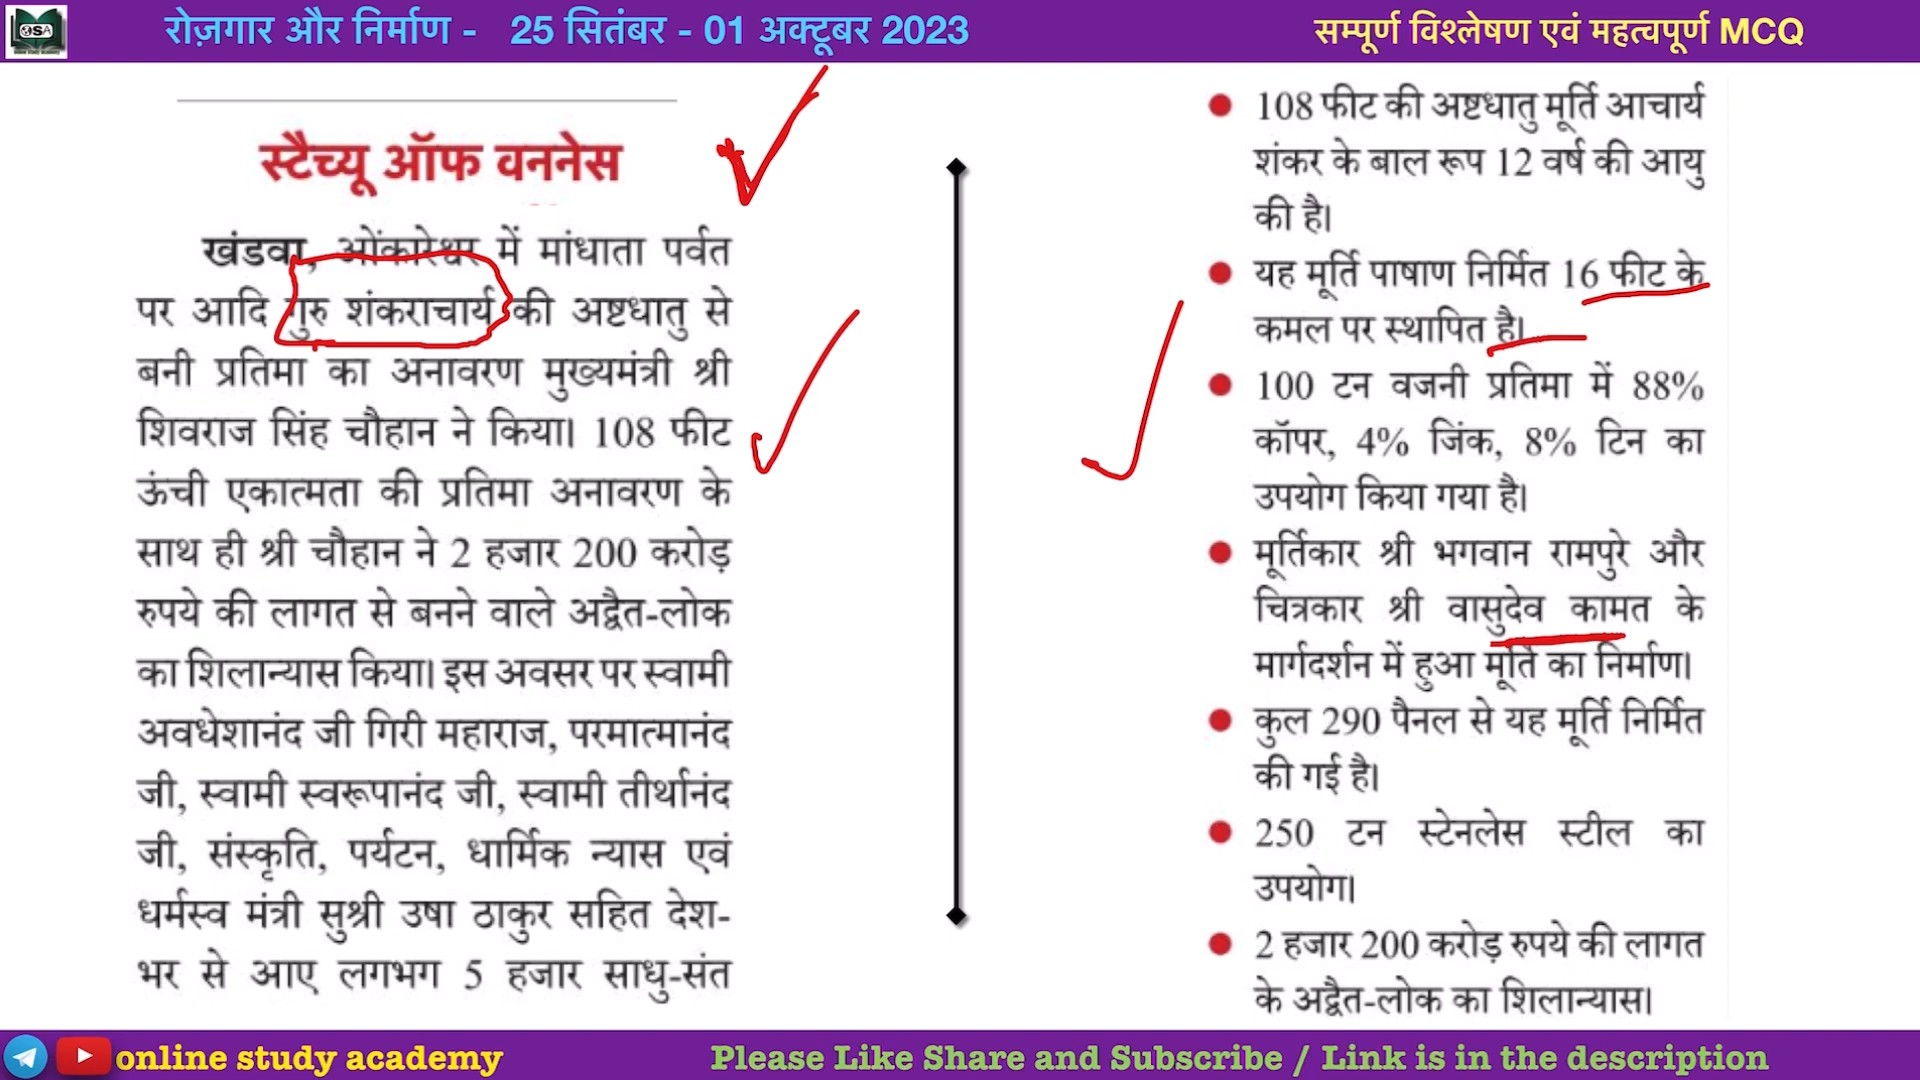 OSA
रोज़गार और निर्माण - 25 सितंबर - 01 अक्टूबर 2023
सम्पूर्ण विश्लेषण एवं महत्वपूर्ण MCQ
स्टैच्यू ऑफ वननेस
खंडवा, ओंकारेश्वर में मांधाता पर्वत
पर आदि गुरु शंकराचार्य की अष्टधातु से
बनी प्रतिमा का अनावरण मुख्यमंत्री श्री
शिवराज सिंह चौहान ने किया। 108 फीट
ऊंची एकात्मता की प्रतिमा अनावरण के
साथ ही श्री चौहान ने 2 हजार 200 करोड़
रुपये की लागत से बनने वाले अद्वैत-लोक
का शिलान्यास किया। इस अवसर पर स्वामी
अवधेशानंद जी गिरी महाराज, परमात्मानंद
जी, स्वामी स्वरूपानंद जी, स्वामी तीर्थानंद
जी, संस्कृति, पर्यटन, धार्मिक न्यास एवं
धर्मस्व मंत्री सुश्री उषा ठाकुर सहित देश-
भर से आए लगभग 5 हजार साधु-संत
● 108 फीट की अष्टधातु मूर्ति आचार्य
शंकर के बाल रूप 12 वर्ष की आयु
की है।
● यह मूर्ति पाषाण निर्मित 16 फीट के
कमल पर स्थापित है।
● 100 टन वजनी प्रतिमा में 88%
कॉपर, 4% जिंक, 8% टिन का
उपयोग किया गया है।
● मूर्तिकार श्री भगवान रामपुरे और
चित्रकार श्री वासुदेव कामत के
मार्गदर्शन में हुआ मूर्ति का निर्माण।
● कुल 290 पैनल से यह मूर्ति निर्मित
की गई है।
● 250 टन स्टेनलेस स्टील का
उपयोग।
● 2 हजार 200 करोड़ रुपये की लागत
के अद्वैत-लोक का शिलान्यास।
online study academy
Please Like Share and Subscribe / Link is in the description